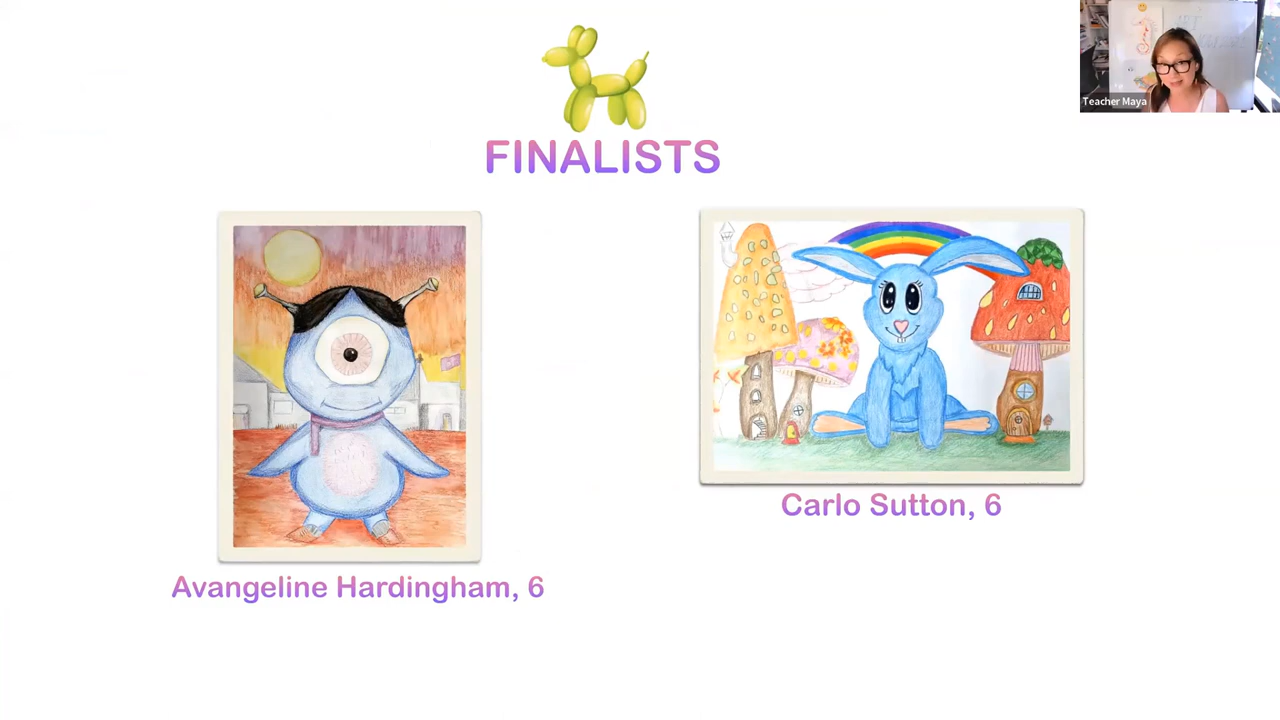 FINALISTS
Teacher Maya
Avangeline Hardingham, 6
Carlo Sutton, 6